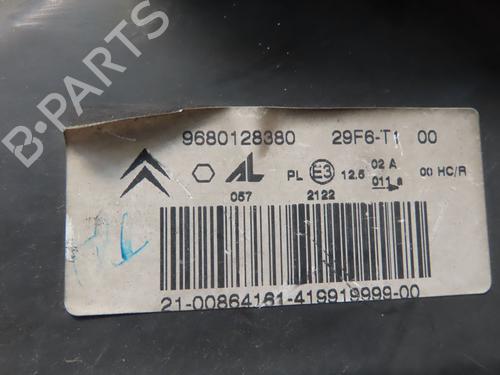 B-PARTS
9680128380 29F6-T1 00
AL PL E3 12.5 02 A 00 HC/R
057 2122 011
21-00864161-419919999-00